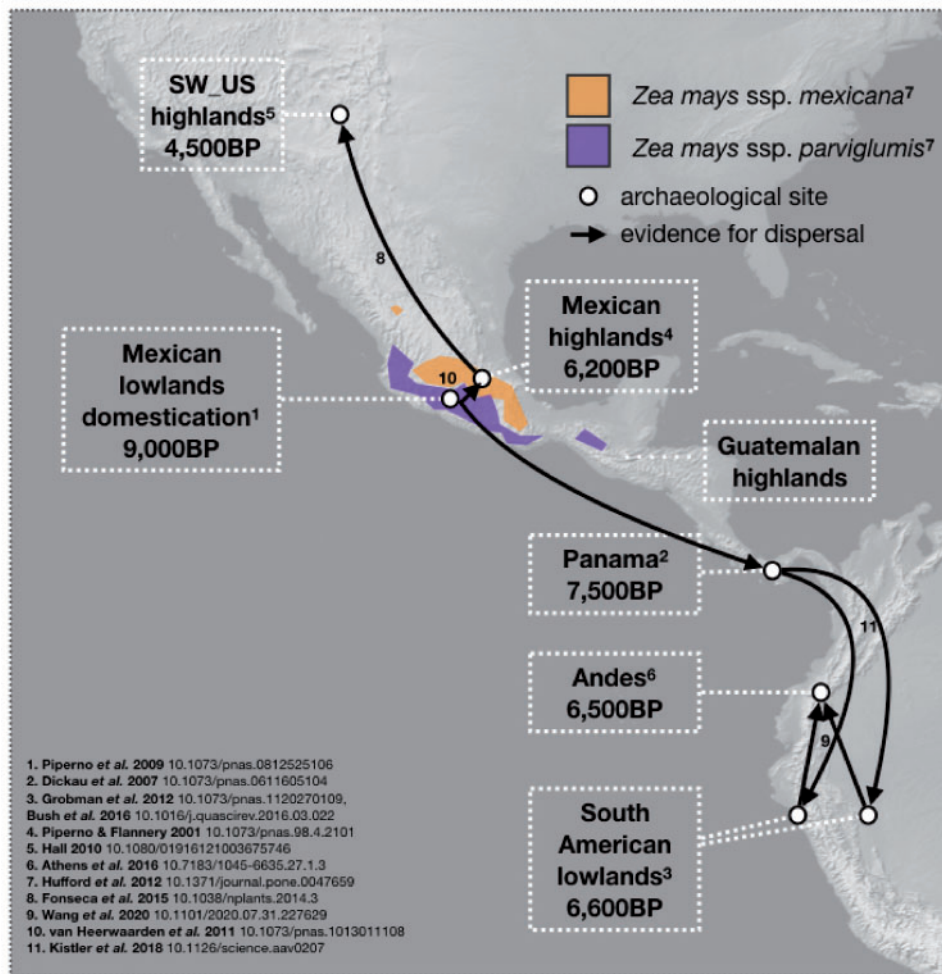 SW_US
highlands⁵
4,500BP
Zea mays ssp. mexicana⁷
Zea mays ssp. parviglumis⁷
archaeological site
evidence for dispersal
8
Mexican
highlands⁴
6,200BP
Mexican
lowlands
domestication¹
9,000BP
10
Guatemalan
highlands
Panama²
7,500BP
11
Andes⁶
6,500BP
9
South
American
lowlands³
6,600BP
1. Piperno et al. 2009 10.1073/pnas.0812525106
2. Dickau et al. 2007 10.1073/pnas.0611605104
3. Grobman et al. 2012 10.1073/pnas.1120270109,
Bush et al. 2016 10.1016/j.quascirev.2016.03.022
4. Piperno & Flannery 2001 10.1073/pnas.98.4.2101
5. Hall 2010 10.1080/01916121003675746
6. Athens et al. 2016 10.7183/1045-6635.27.1.3
7. Hufford et al. 2012 10.1371/journal.pone.0047659
8. Fonseca et al. 2015 10.1038/nplants.2014.3
9. Wang et al. 2020 10.1101/2020.07.31.227629
10. van Heerwaarden et al. 2011 10.1073/pnas.1013011108
11. Kistler et al. 2018 10.1126/science.aav0207